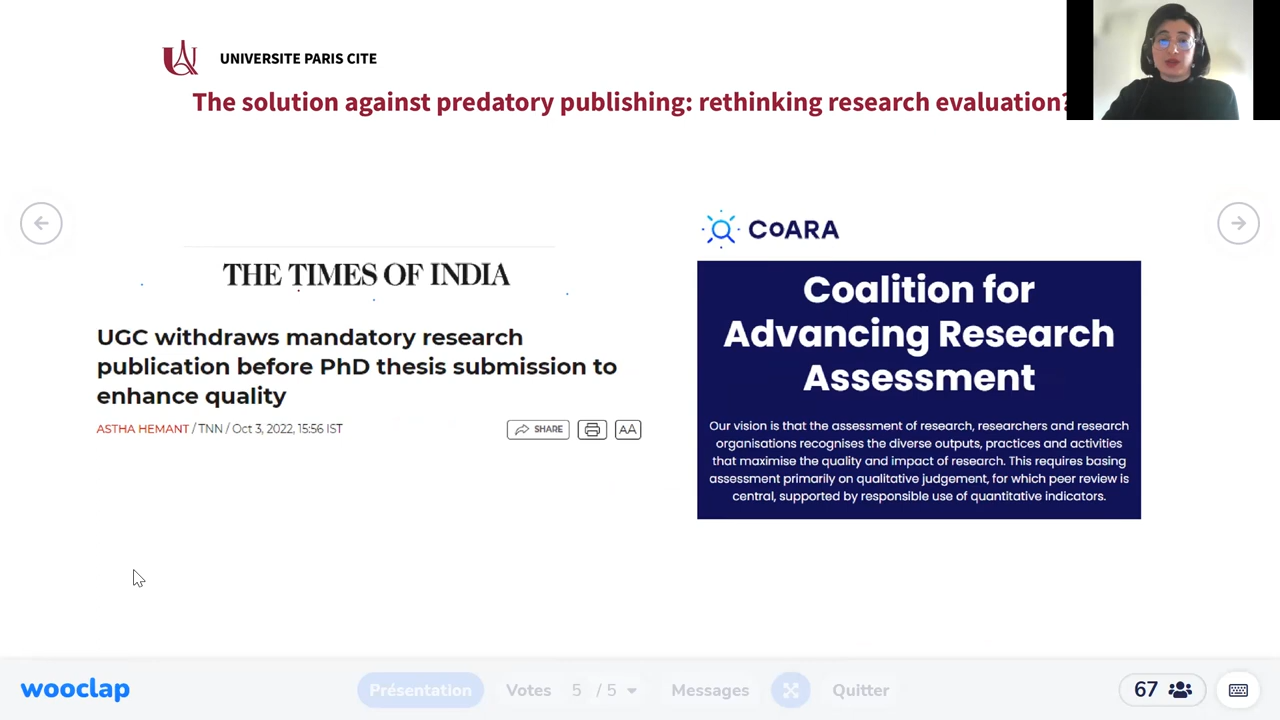 UNIVERSITE PARIS CITE
The solution against predatory publishing: rethinking research evaluation?
THE TIMES OF INDIA
UGC withdraws mandatory research
publication before PhD thesis submission to
enhance quality
ASTHA HEMANT / TNN / Oct 3, 2022, 15:56 IST
SHARE
AA
CoARA
Coalition for
Advancing Research
Assessment
Our vision is that the assessment of research, researchers and research
organisations recognises the diverse outputs, practices and activities
that maximise the quality and impact of research. This requires basing
assessment primarily on qualitative judgement, for which peer review is
central, supported by responsible use of quantitative indicators.
wooclap
Présentation
Votes 5 / 5
Messages
Quitter
67